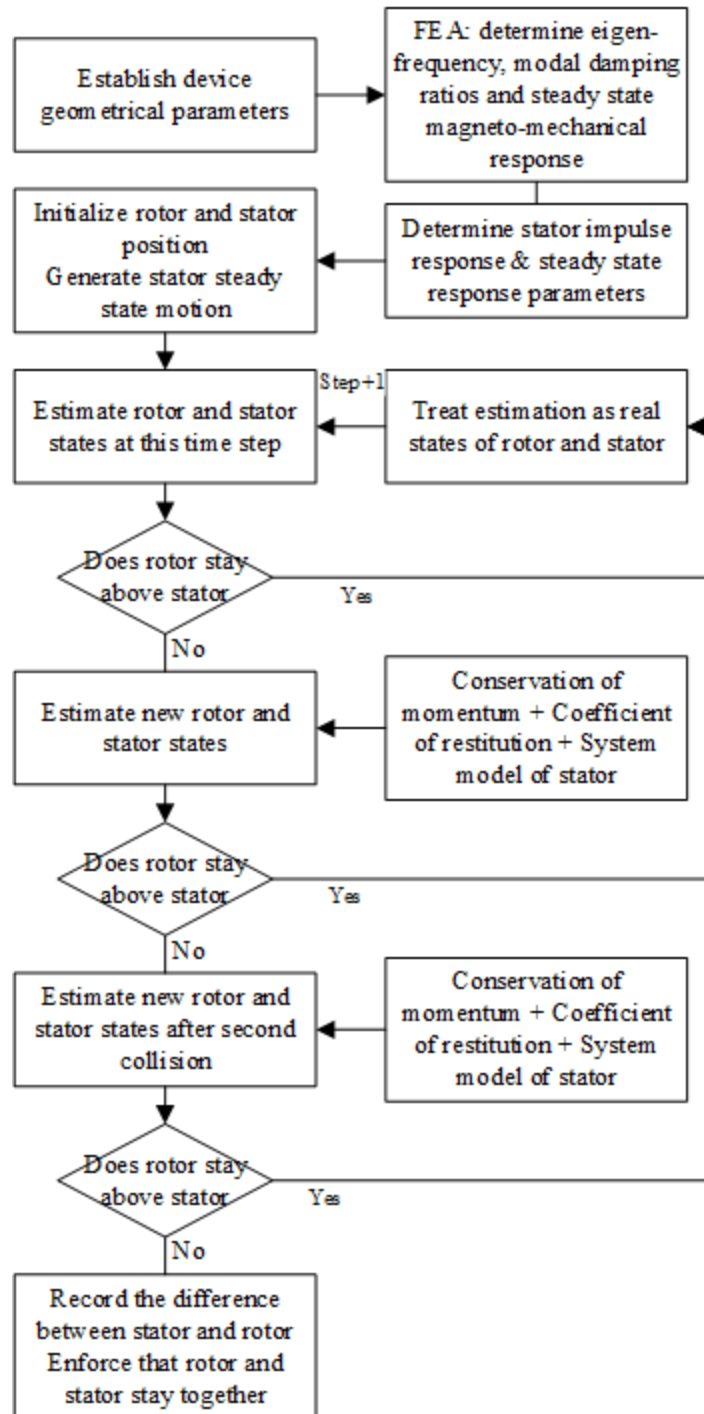 Establish device
geometrical parameters
FEA: determine eigen-
frequency, modal damping
ratios and steady state
magneto-mechanical
response
Initialize rotor and stator
position
Generate stator steady
state motion
Determine stator impulse
response & steady state
response parameters
Estimate rotor and stator
states at this time step
Step+1
Treat estimation as real
states of rotor and stator
Does rotor stay
above stator
Yes
No
Estimate new rotor and
stator states
Conservation of
momentum + Coefficient
of restitution + System
model of stator
Does rotor stay
above stator
Yes
No
Estimate new rotor and
stator states after second
collision
Conservation of
momentum + Coefficient
of restitution + System
model of stator
Does rotor stay
above stator
Yes
No
Record the difference
between stator and rotor
Enforce that rotor and
stator stay together